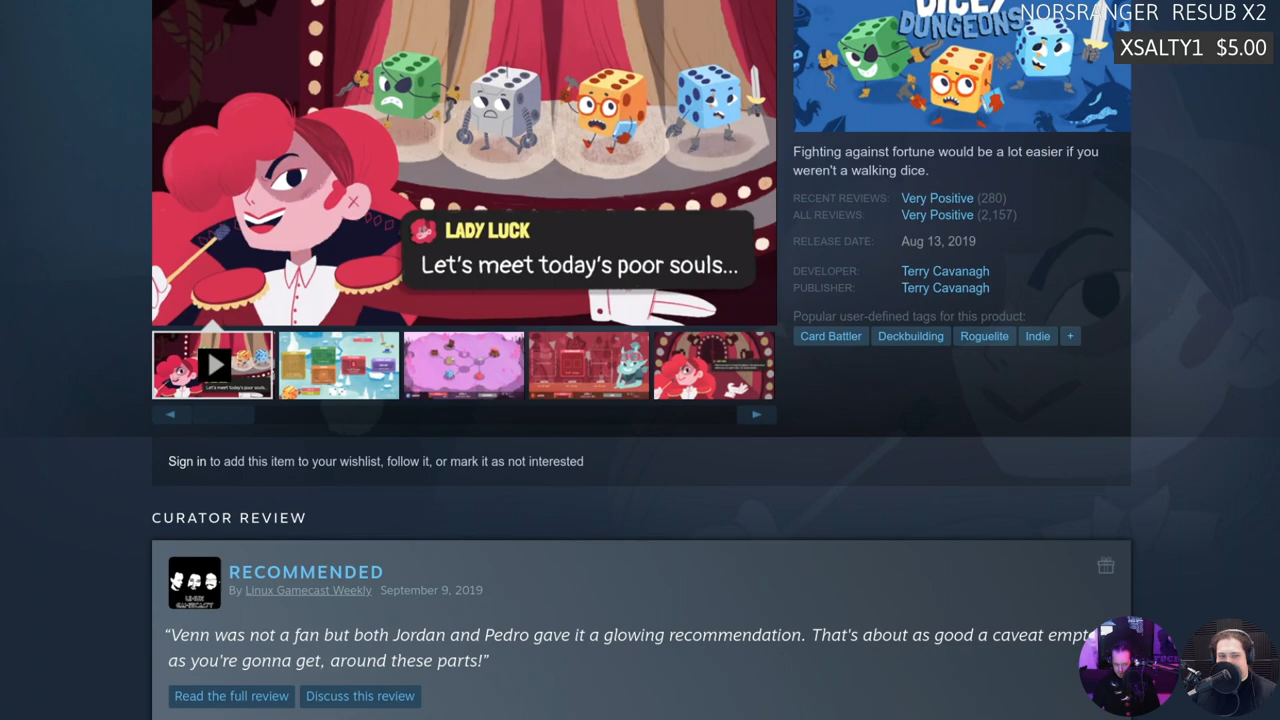 NORSRANGER RESUB X2
XSALTY1 $5.00
DICEY
DUNGEONS
LADY LUCK
Let's meet today's poor souls...
Fighting against fortune would be a lot easier if you
weren't a walking dice.
RECENT REVIEWS: Very Positive (280)
ALL REVIEWS: Very Positive (2,157)
RELEASE DATE: Aug 13, 2019
DEVELOPER: Terry Cavanagh
PUBLISHER: Terry Cavanagh
Popular user-defined tags for this product:
Card Battler Deckbuilding Roguelite Indie +
Sign in to add this item to your wishlist, follow it, or mark it as not interested
CURATOR REVIEW
LINUX
GAMECAST
RECOMMENDED
By Linux Gamecast Weekly September 9, 2019
“Venn was not a fan but both Jordan and Pedro gave it a glowing recommendation. That's about as good a caveat
as you're gonna get, around these parts!”
Read the full review Discuss this review